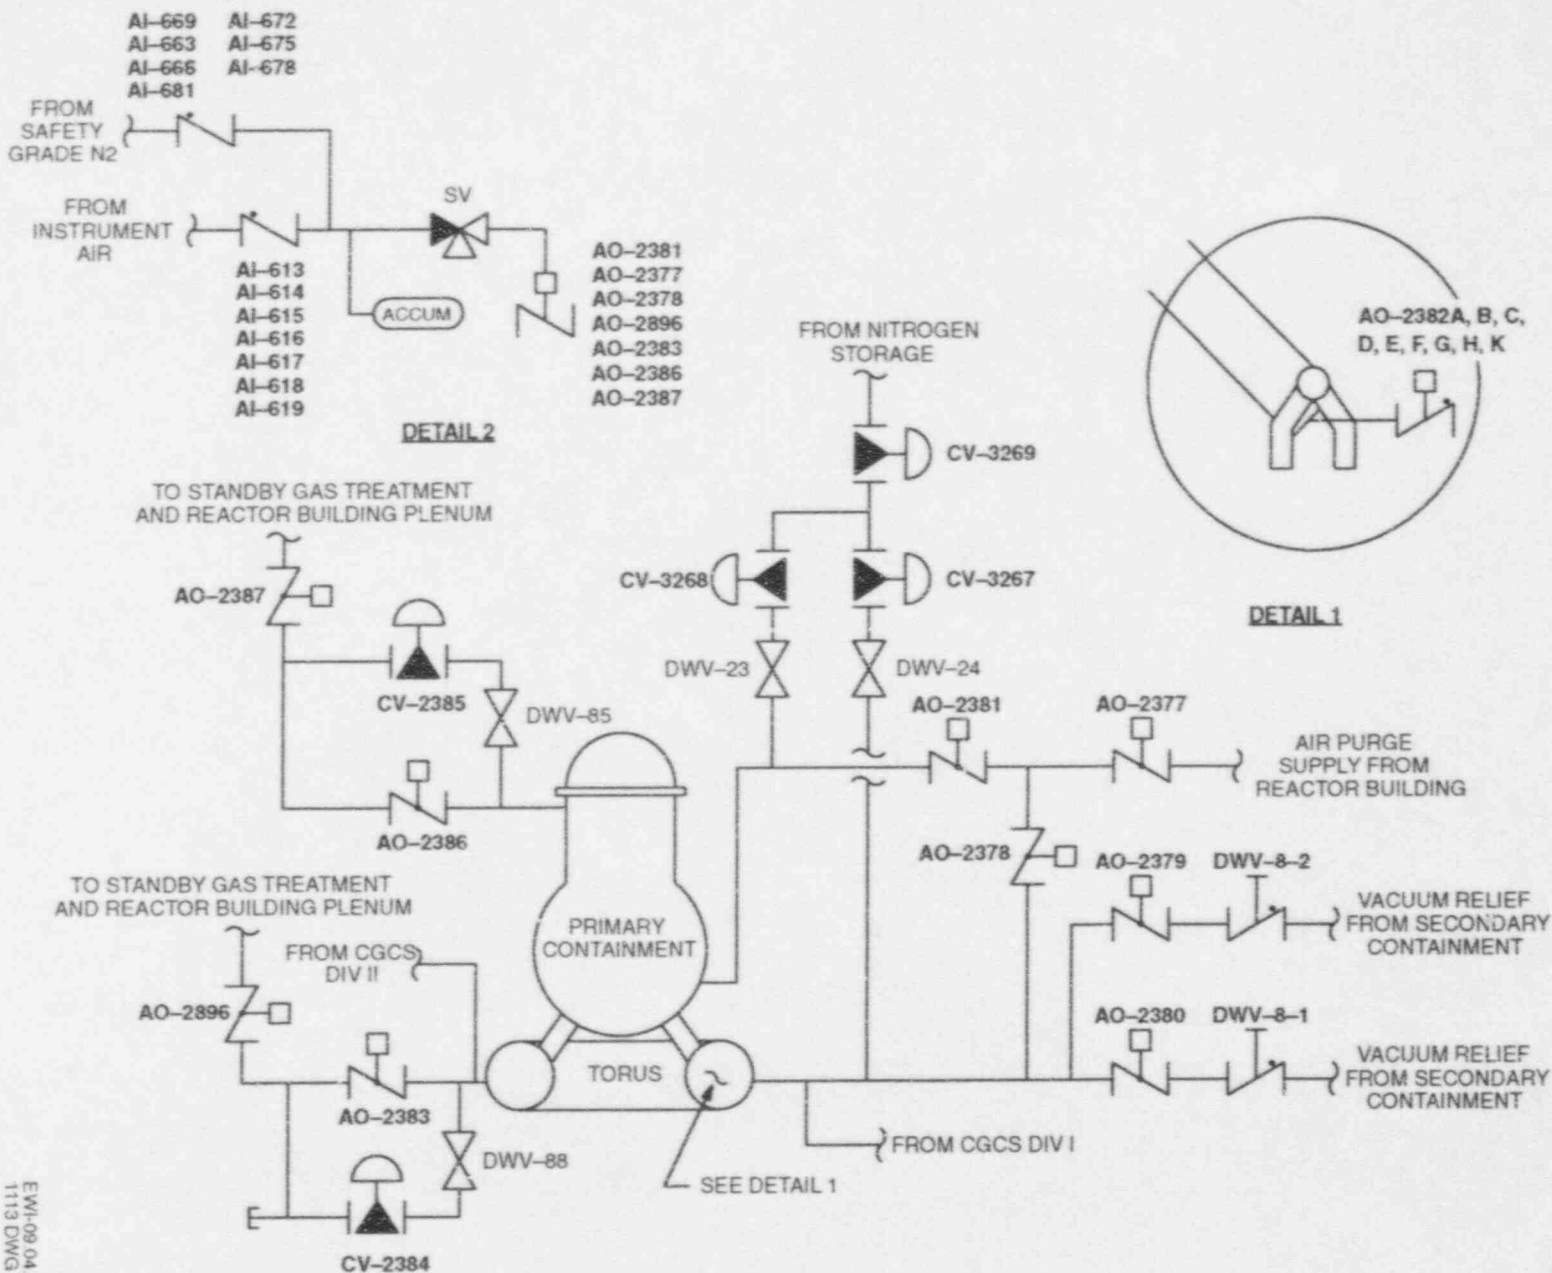 AI-669 AI-672
AI-663 AI-675
AI-666 AI-678
AI-681
FROM
SAFETY
GRADE N2
FROM
INSTRUMENT
AIR
SV
AI-613
AI-614
AI-615
AI-616
AI-617
AI-618
AI-619
ACCUM
AO-2381
AO-2377
AO-2378
AO-2896
AO-2383
AO-2386
AO-2387
DETAIL 2
FROM NITROGEN
STORAGE
CV-3269
CV-3268
CV-3267
DWV-23
DWV-24
AO-2382A, B, C,
D, E, F, G, H, K
DETAIL 1
TO STANDBY GAS TREATMENT
AND REACTOR BUILDING PLENUM
AO-2387
CV-2385
DWV-85
AO-2386
AO-2381
AO-2377
AIR PURGE
SUPPLY FROM
REACTOR BUILDING
AO-2378
AO-2379
DWV-8-2
VACUUM RELIEF
FROM SECONDARY
CONTAINMENT
TO STANDBY GAS TREATMENT
AND REACTOR BUILDING PLENUM
FROM CGCS
DIV II
PRIMARY
CONTAINMENT
AO-2896
AO-2380
DWV-8-1
VACUUM RELIEF
FROM SECONDARY
CONTAINMENT
TORUS
AO-2383
DWV-88
FROM CGCS DIV I
SEE DETAIL 1
CV-2384
EWI-09.04
1113 DWG